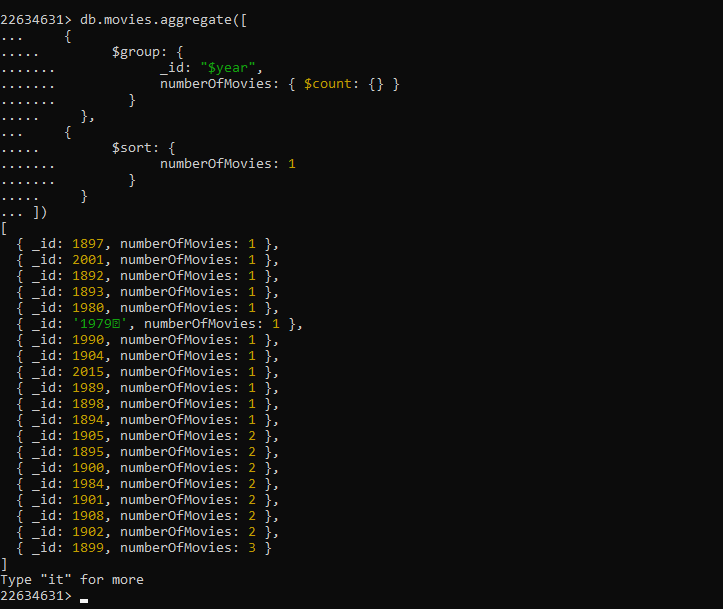 22634631> db.movies.aggregate([
...     {
.....           $group: {
.......             _id: "$year",
.......             numberOfMovies: { $count: {} }
.......         }
.....       },
...     {
.....           $sort: {
.......             numberOfMovies: 1
.......         }
.....       }
... ])
[
  { _id: 1897, numberOfMovies: 1 },
  { _id: 2001, numberOfMovies: 1 },
  { _id: 1892, numberOfMovies: 1 },
  { _id: 1893, numberOfMovies: 1 },
  { _id: 1980, numberOfMovies: 1 },
  { _id: '1979', numberOfMovies: 1 },
  { _id: 1990, numberOfMovies: 1 },
  { _id: 1904, numberOfMovies: 1 },
  { _id: 2015, numberOfMovies: 1 },
  { _id: 1989, numberOfMovies: 1 },
  { _id: 1898, numberOfMovies: 1 },
  { _id: 1894, numberOfMovies: 1 },
  { _id: 1905, numberOfMovies: 2 },
  { _id: 1895, numberOfMovies: 2 },
  { _id: 1900, numberOfMovies: 2 },
  { _id: 1984, numberOfMovies: 2 },
  { _id: 1901, numberOfMovies: 2 },
  { _id: 1908, numberOfMovies: 2 },
  { _id: 1902, numberOfMovies: 2 },
  { _id: 1899, numberOfMovies: 3 }
]
Type "it" for more
22634631>